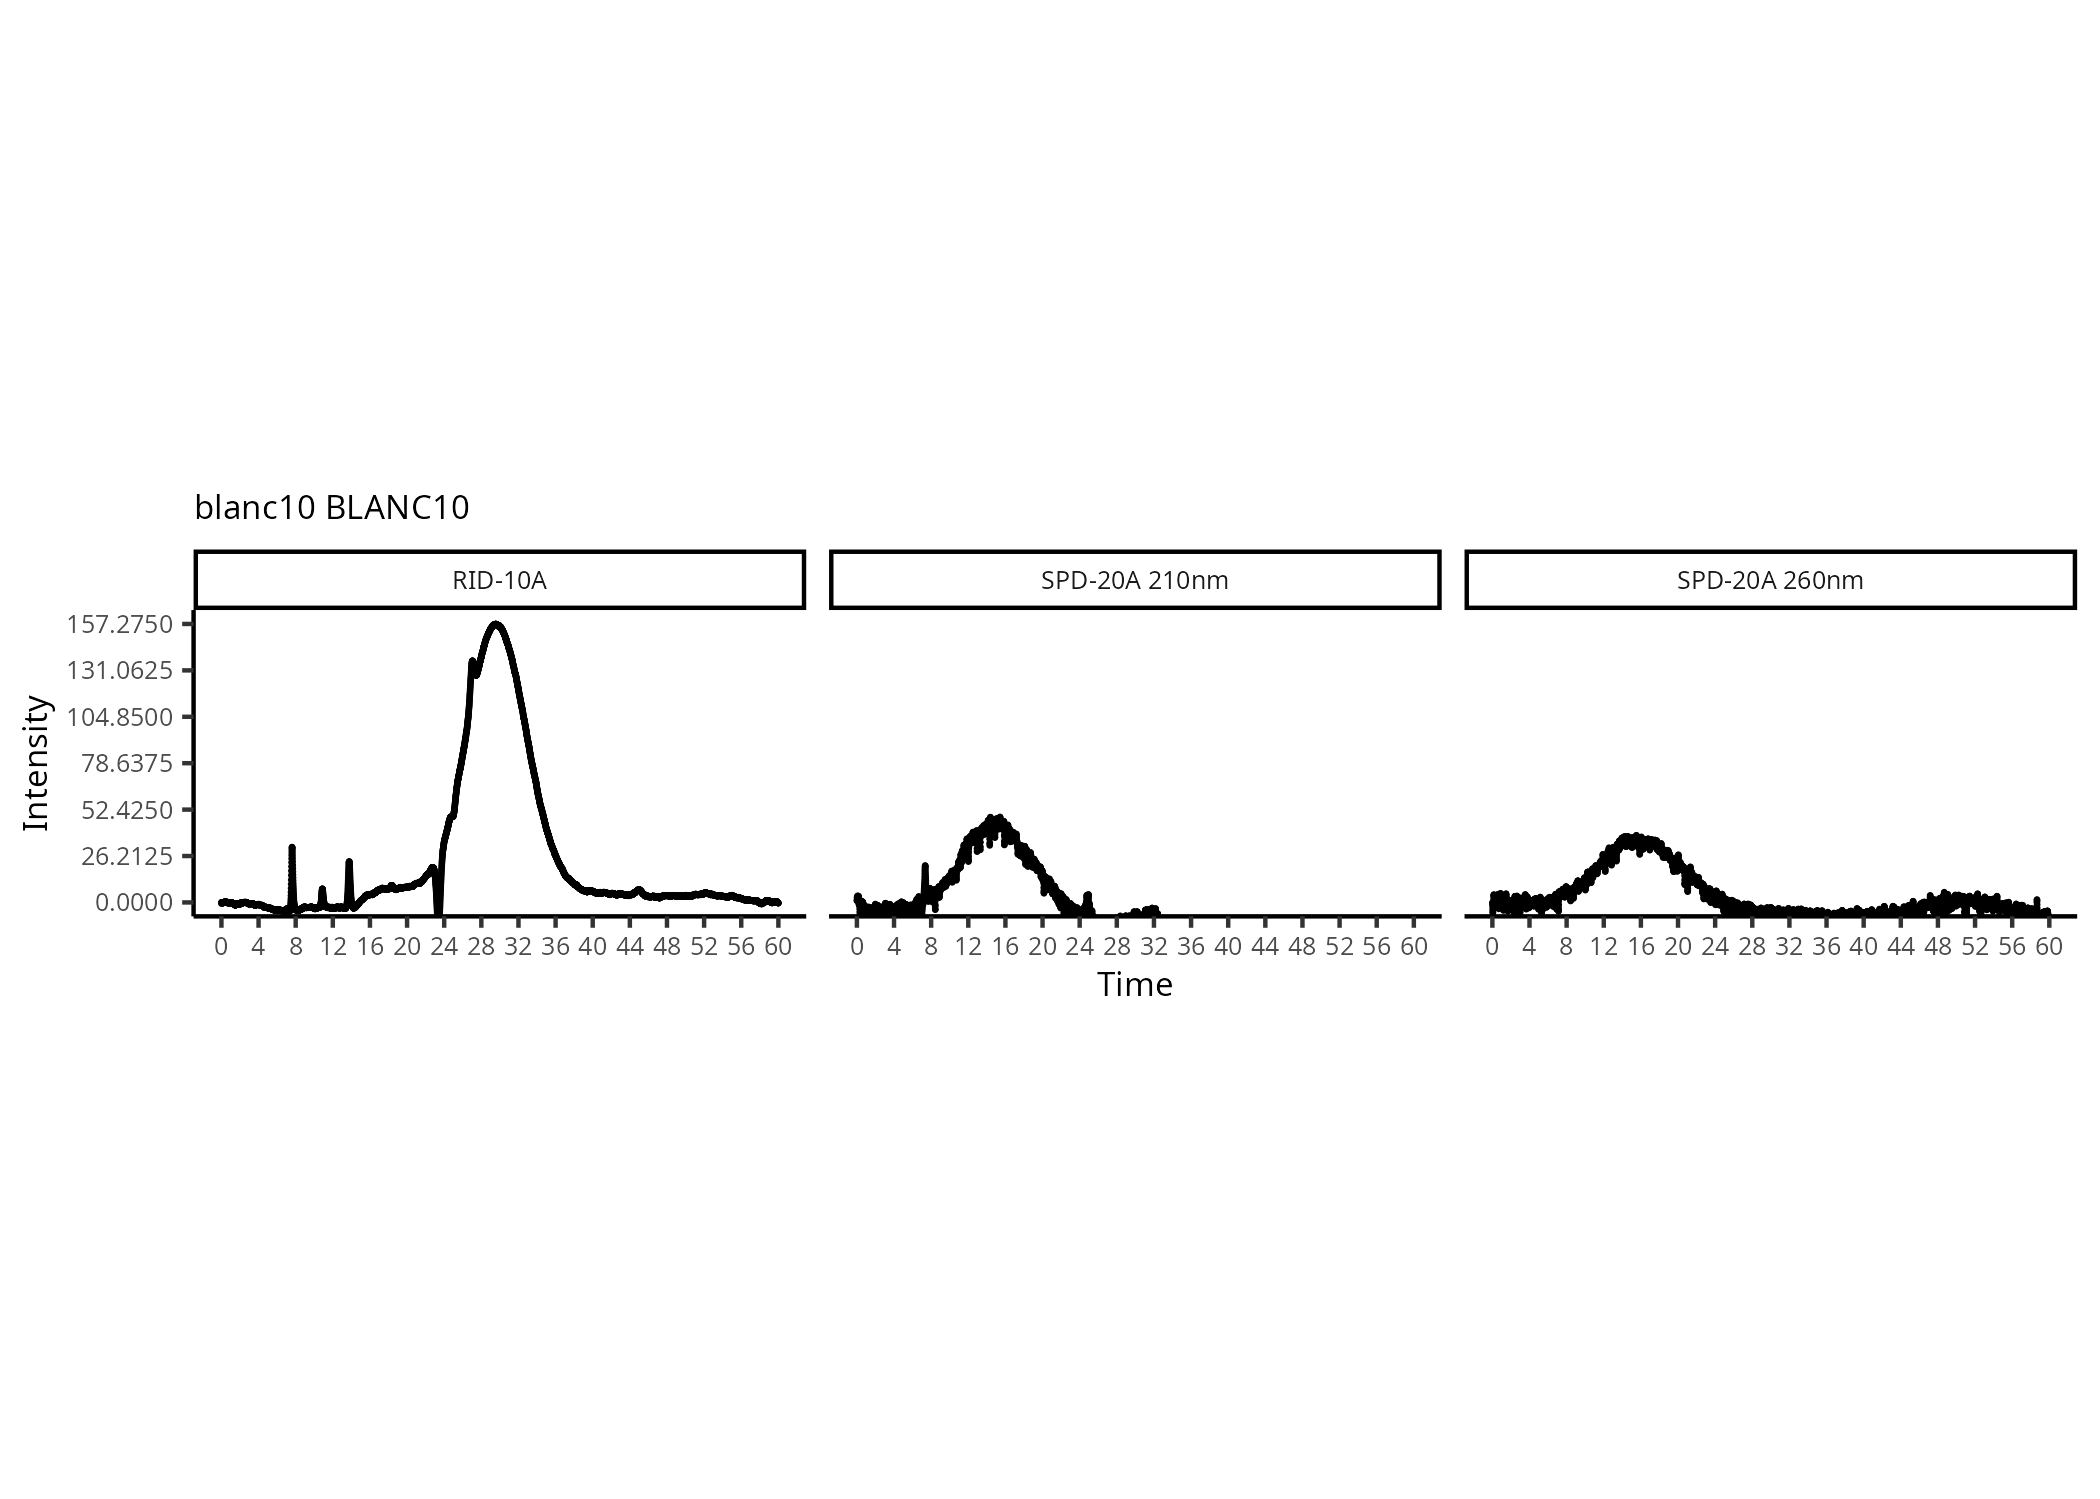 blanc10 BLANC10
RID-10A
SPD-20A 210nm
SPD-20A 260nm
Intensity
157.2750
131.0625
104.8500
78.6375
52.4250
26.2125
0.0000
0 4 8 12 16 20 24 28 32 36 40 44 48 52 56 60
0 4 8 12 16 20 24 28 32 36 40 44 48 52 56 60
0 4 8 12 16 20 24 28 32 36 40 44 48 52 56 60
Time